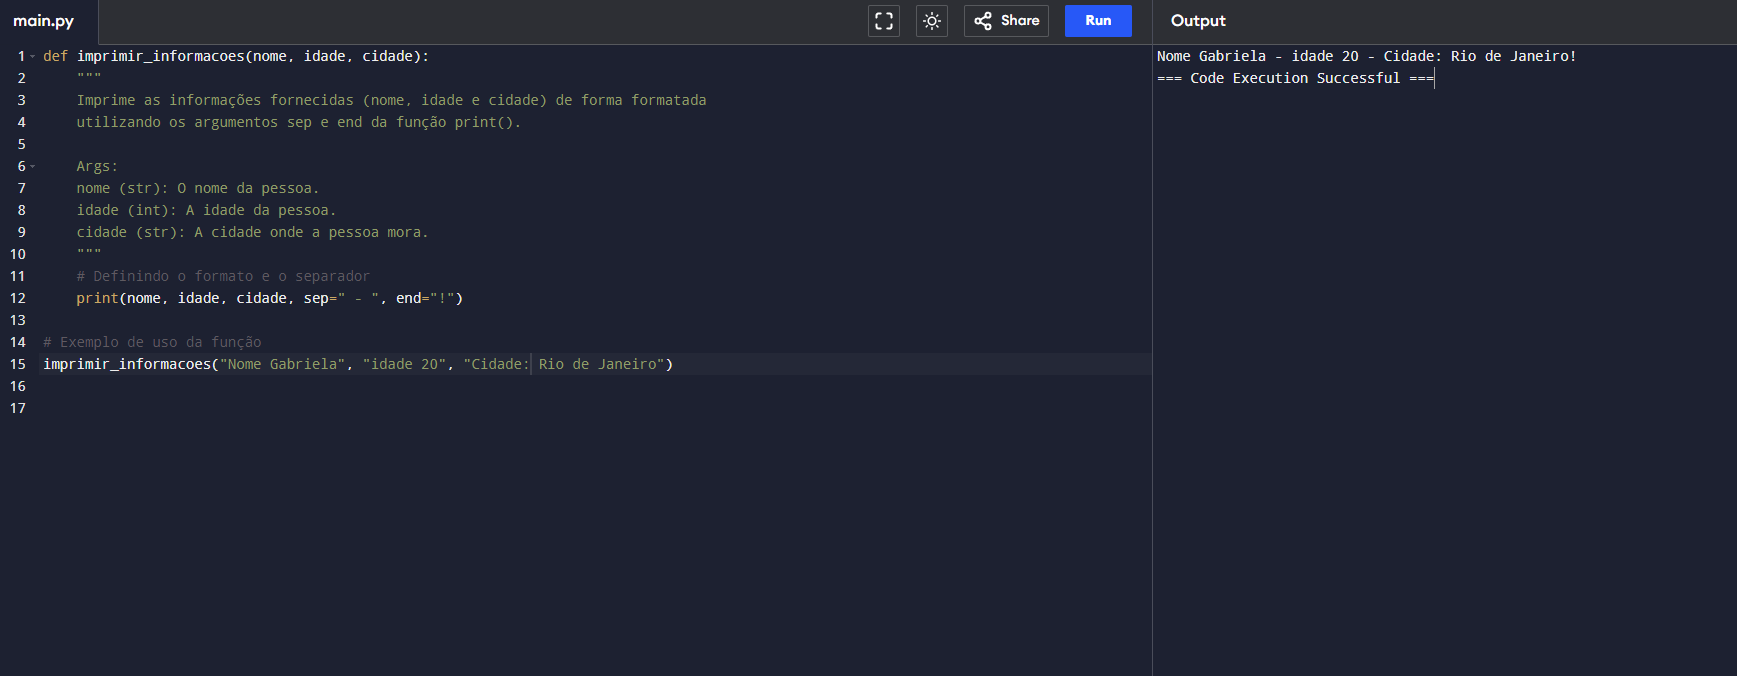 main.py
Share
Run
Output
1 def imprimir_informacoes(nome, idade, cidade):
2     """
3     Imprime as informações fornecidas (nome, idade e cidade) de forma formatada
4     utilizando os argumentos sep e end da função print().
5
6     Args:
7     nome (str): O nome da pessoa.
8     idade (int): A idade da pessoa.
9     cidade (str): A cidade onde a pessoa mora.
10     """
11     # Definindo o formato e o separador
12     print(nome, idade, cidade, sep=" - ", end="!")
13
14 # Exemplo de uso da função
15 imprimir_informacoes("Nome Gabriela", "idade 20", "Cidade: Rio de Janeiro")
16
17
Nome Gabriela - idade 20 - Cidade: Rio de Janeiro!
=== Code Execution Successful ===